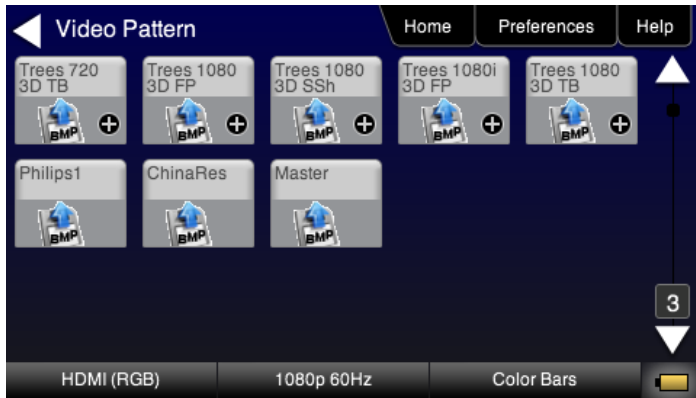 Video Pattern
Home
Preferences
Help
Trees 720
3D TB
Trees 1080
3D FP
Trees 1080
3D SSh
Trees 1080i
3D FP
Trees 1080
3D TB
BMP
BMP
BMP
BMP
BMP
Philips1
ChinaRes
Master
BMP
BMP
BMP
3
HDMI (RGB)
1080p 60Hz
Color Bars